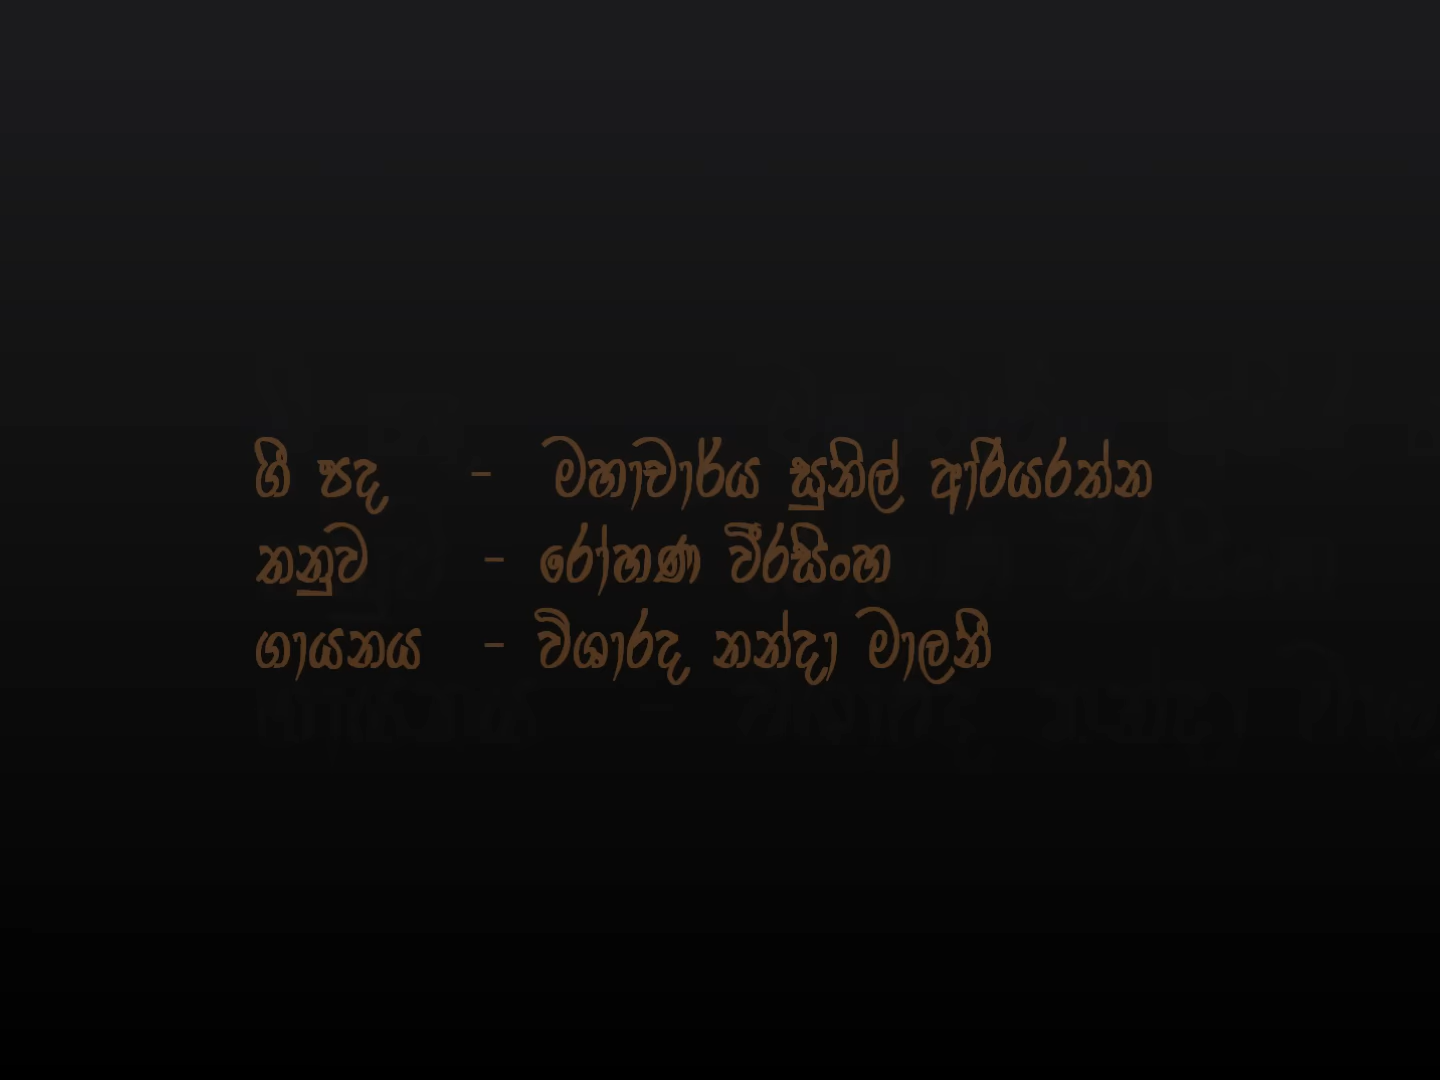 ගී පද - මහාචාර්ය සුනිල් ආරියරත්න
තනුව - රෝහණ වීරසිංහ
ගායනය - විශාරද නන්දා මාලනී